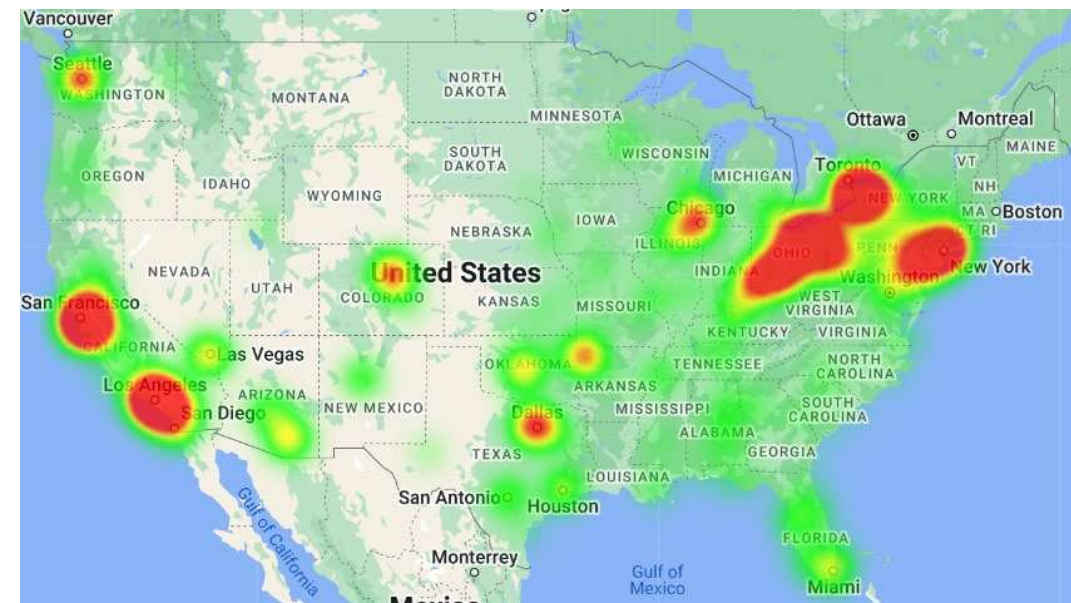 Vancouver
Seattle
WASHINGTON
MONTANA
NORTH
DAKOTA
MINNESOTA
Ottawa
Montreal
MAINE
OREGON
IDAHO
SOUTH
DAKOTA
WISCONSIN
MICHIGAN
Toronto
NEW YORK
VT
NH
MA
Boston
CT RI
WYOMING
IOWA
Chicago
NEBRASKA
ILLINOIS
INDIANA
OHIO
PENN
New York
NEVADA
UTAH
United States
COLORADO
KANSAS
MISSOURI
Washington
WEST
VIRGINIA
San Francisco
CALIFORNIA
KENTUCKY
VIRGINIA
Las Vegas
OKLAHOMA
TENNESSEE
NORTH
CAROLINA
Los Angeles
San Diego
ARIZONA
NEW MEXICO
ARKANSAS
Dallas
MISSISSIPPI
SOUTH
CAROLINA
ALABAMA
GEORGIA
TEXAS
LOUISIANA
San Antonio
Houston
Gulf of California
FLORIDA
Monterrey
Gulf of
Mexico
Miami
Mexico